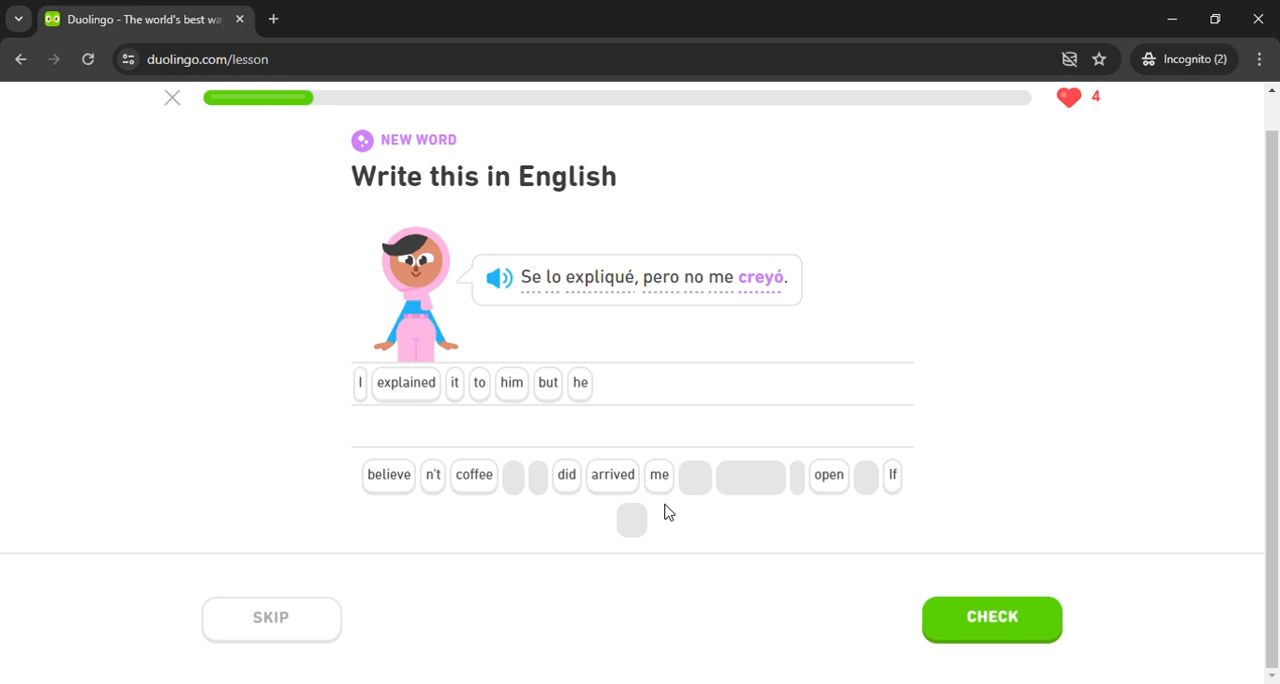 Duolingo - The world's best wa
duolingo.com/lesson
Incognito (2)
4
NEW WORD
Write this in English
Se lo expliqué, pero no me creyó.
I explained it to him but he
believe n't coffee did arrived me open If
SKIP
CHECK